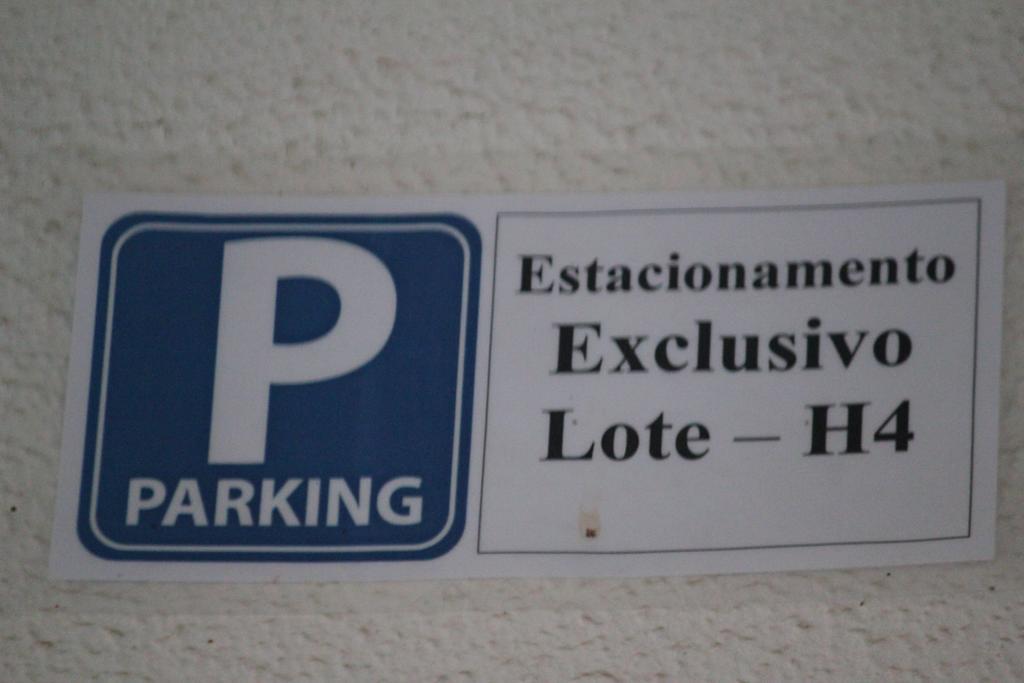 P
PARKING
Estacionamento
Exclusivo
Lote – H4